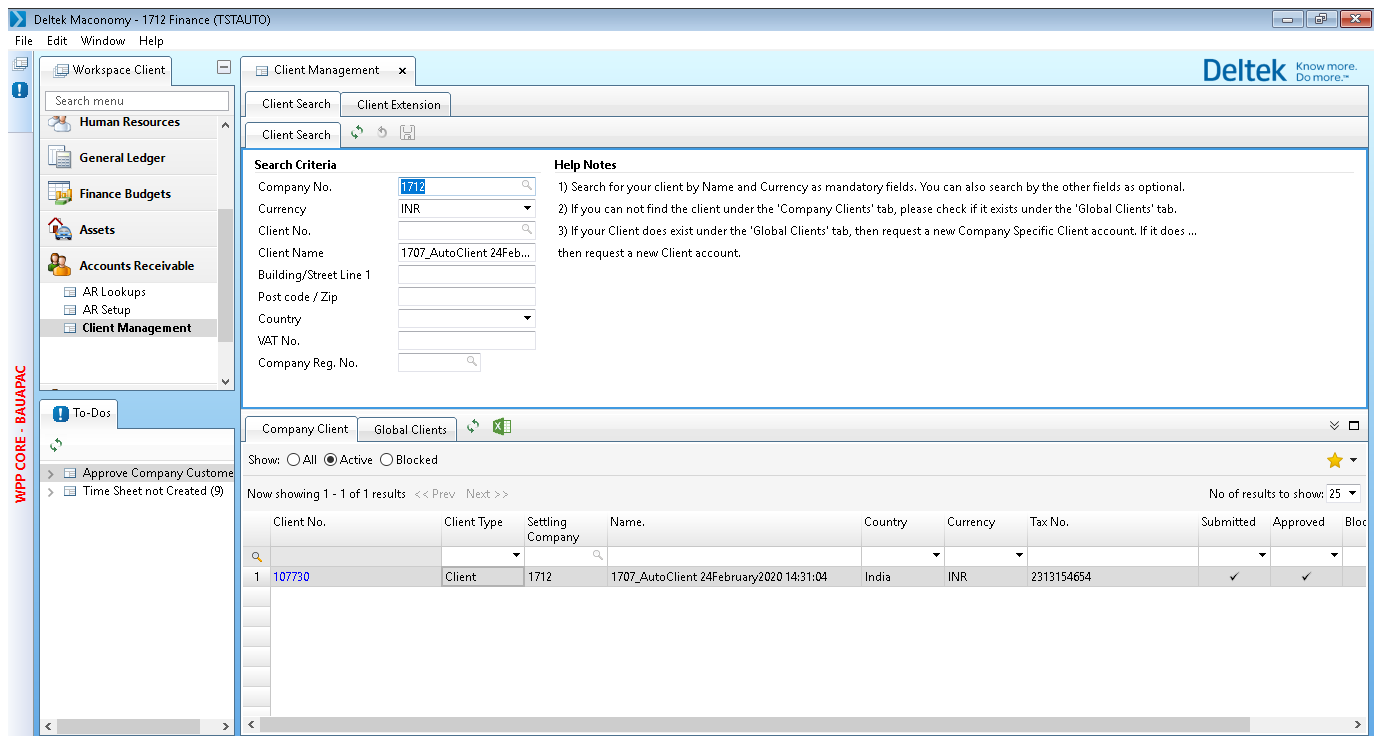 Deltek Maconomy - 1712 Finance (TSTAUTO)
File Edit Window Help
Workspace Client
Client Management
Deltek Know more. Do more.™
Search menu
Human Resources
General Ledger
Finance Budgets
Assets
Accounts Receivable
AR Lookups
AR Setup
Client Management
WPP CORE - BAUAPAC
To-Dos
Approve Company Custome
Time Sheet not Created (9)
Client Search Client Extension
Client Search
Search Criteria
Company No. 1712
Currency INR
Client No.
Client Name 1707_AutoClient 24Feb...
Building/Street Line 1
Post code / Zip
Country
VAT No.
Company Reg. No.
Help Notes
1) Search for your client by Name and Currency as mandatory fields. You can also search by the other fields as optional.
2) If you can not find the client under the 'Company Clients' tab, please check if it exists under the 'Global Clients' tab.
3) If your Client does exist under the 'Global Clients' tab, then request a new Company Specific Client account. If it does ...
then request a new Client account.
Company Client Global Clients
Show: All Active Blocked
Now showing 1 - 1 of 1 results << Prev Next >> No of results to show: 25
Client No. Client Type Settling Company Name. Country Currency Tax No. Submitted Approved Bloc
1 107730 Client 1712 1707_AutoClient 24February2020 14:31:04 India INR 2313154654 ✓ ✓